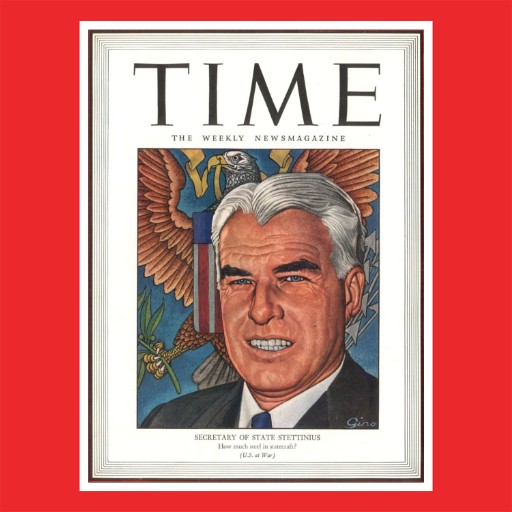 TIME
THE WEEKLY NEWSMAGAZINE
Gino
SECRETARY OF STATE STETTINIUS
How much steel in statecraft?
(U.S. at War)